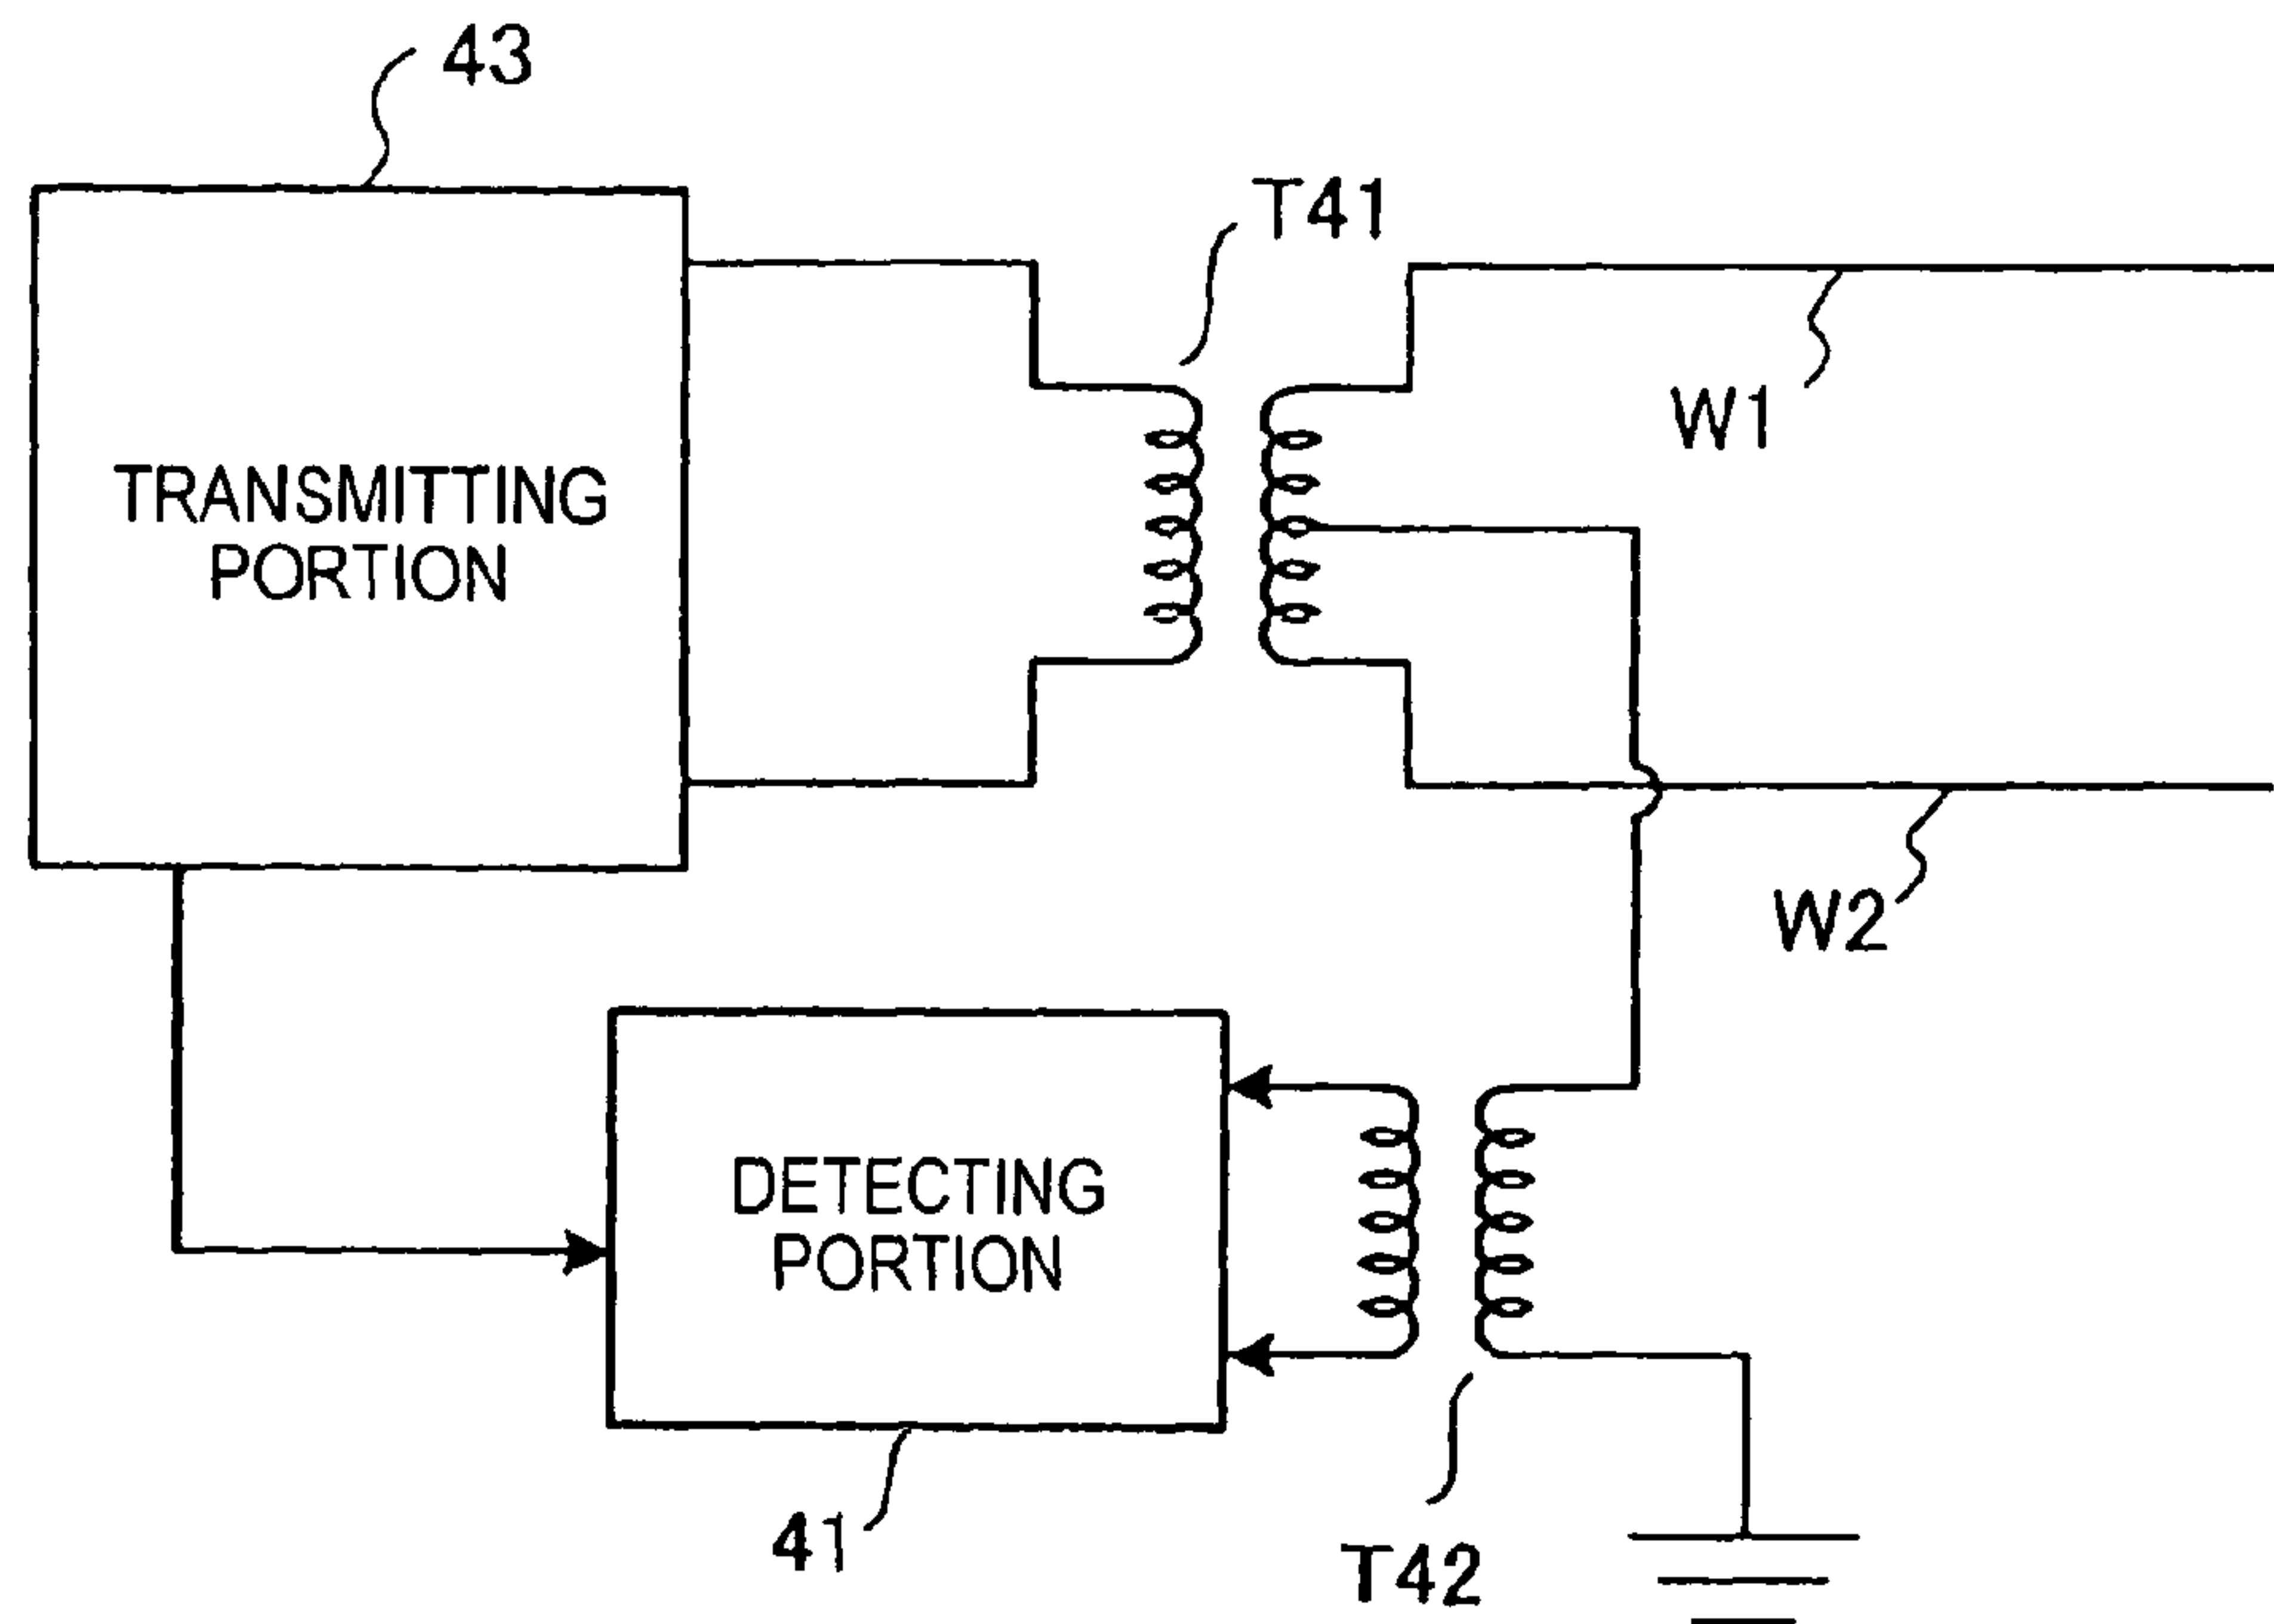 43
T41
W1
TRANSMITTING
PORTION
W2
DETECTING
PORTION
41
T42